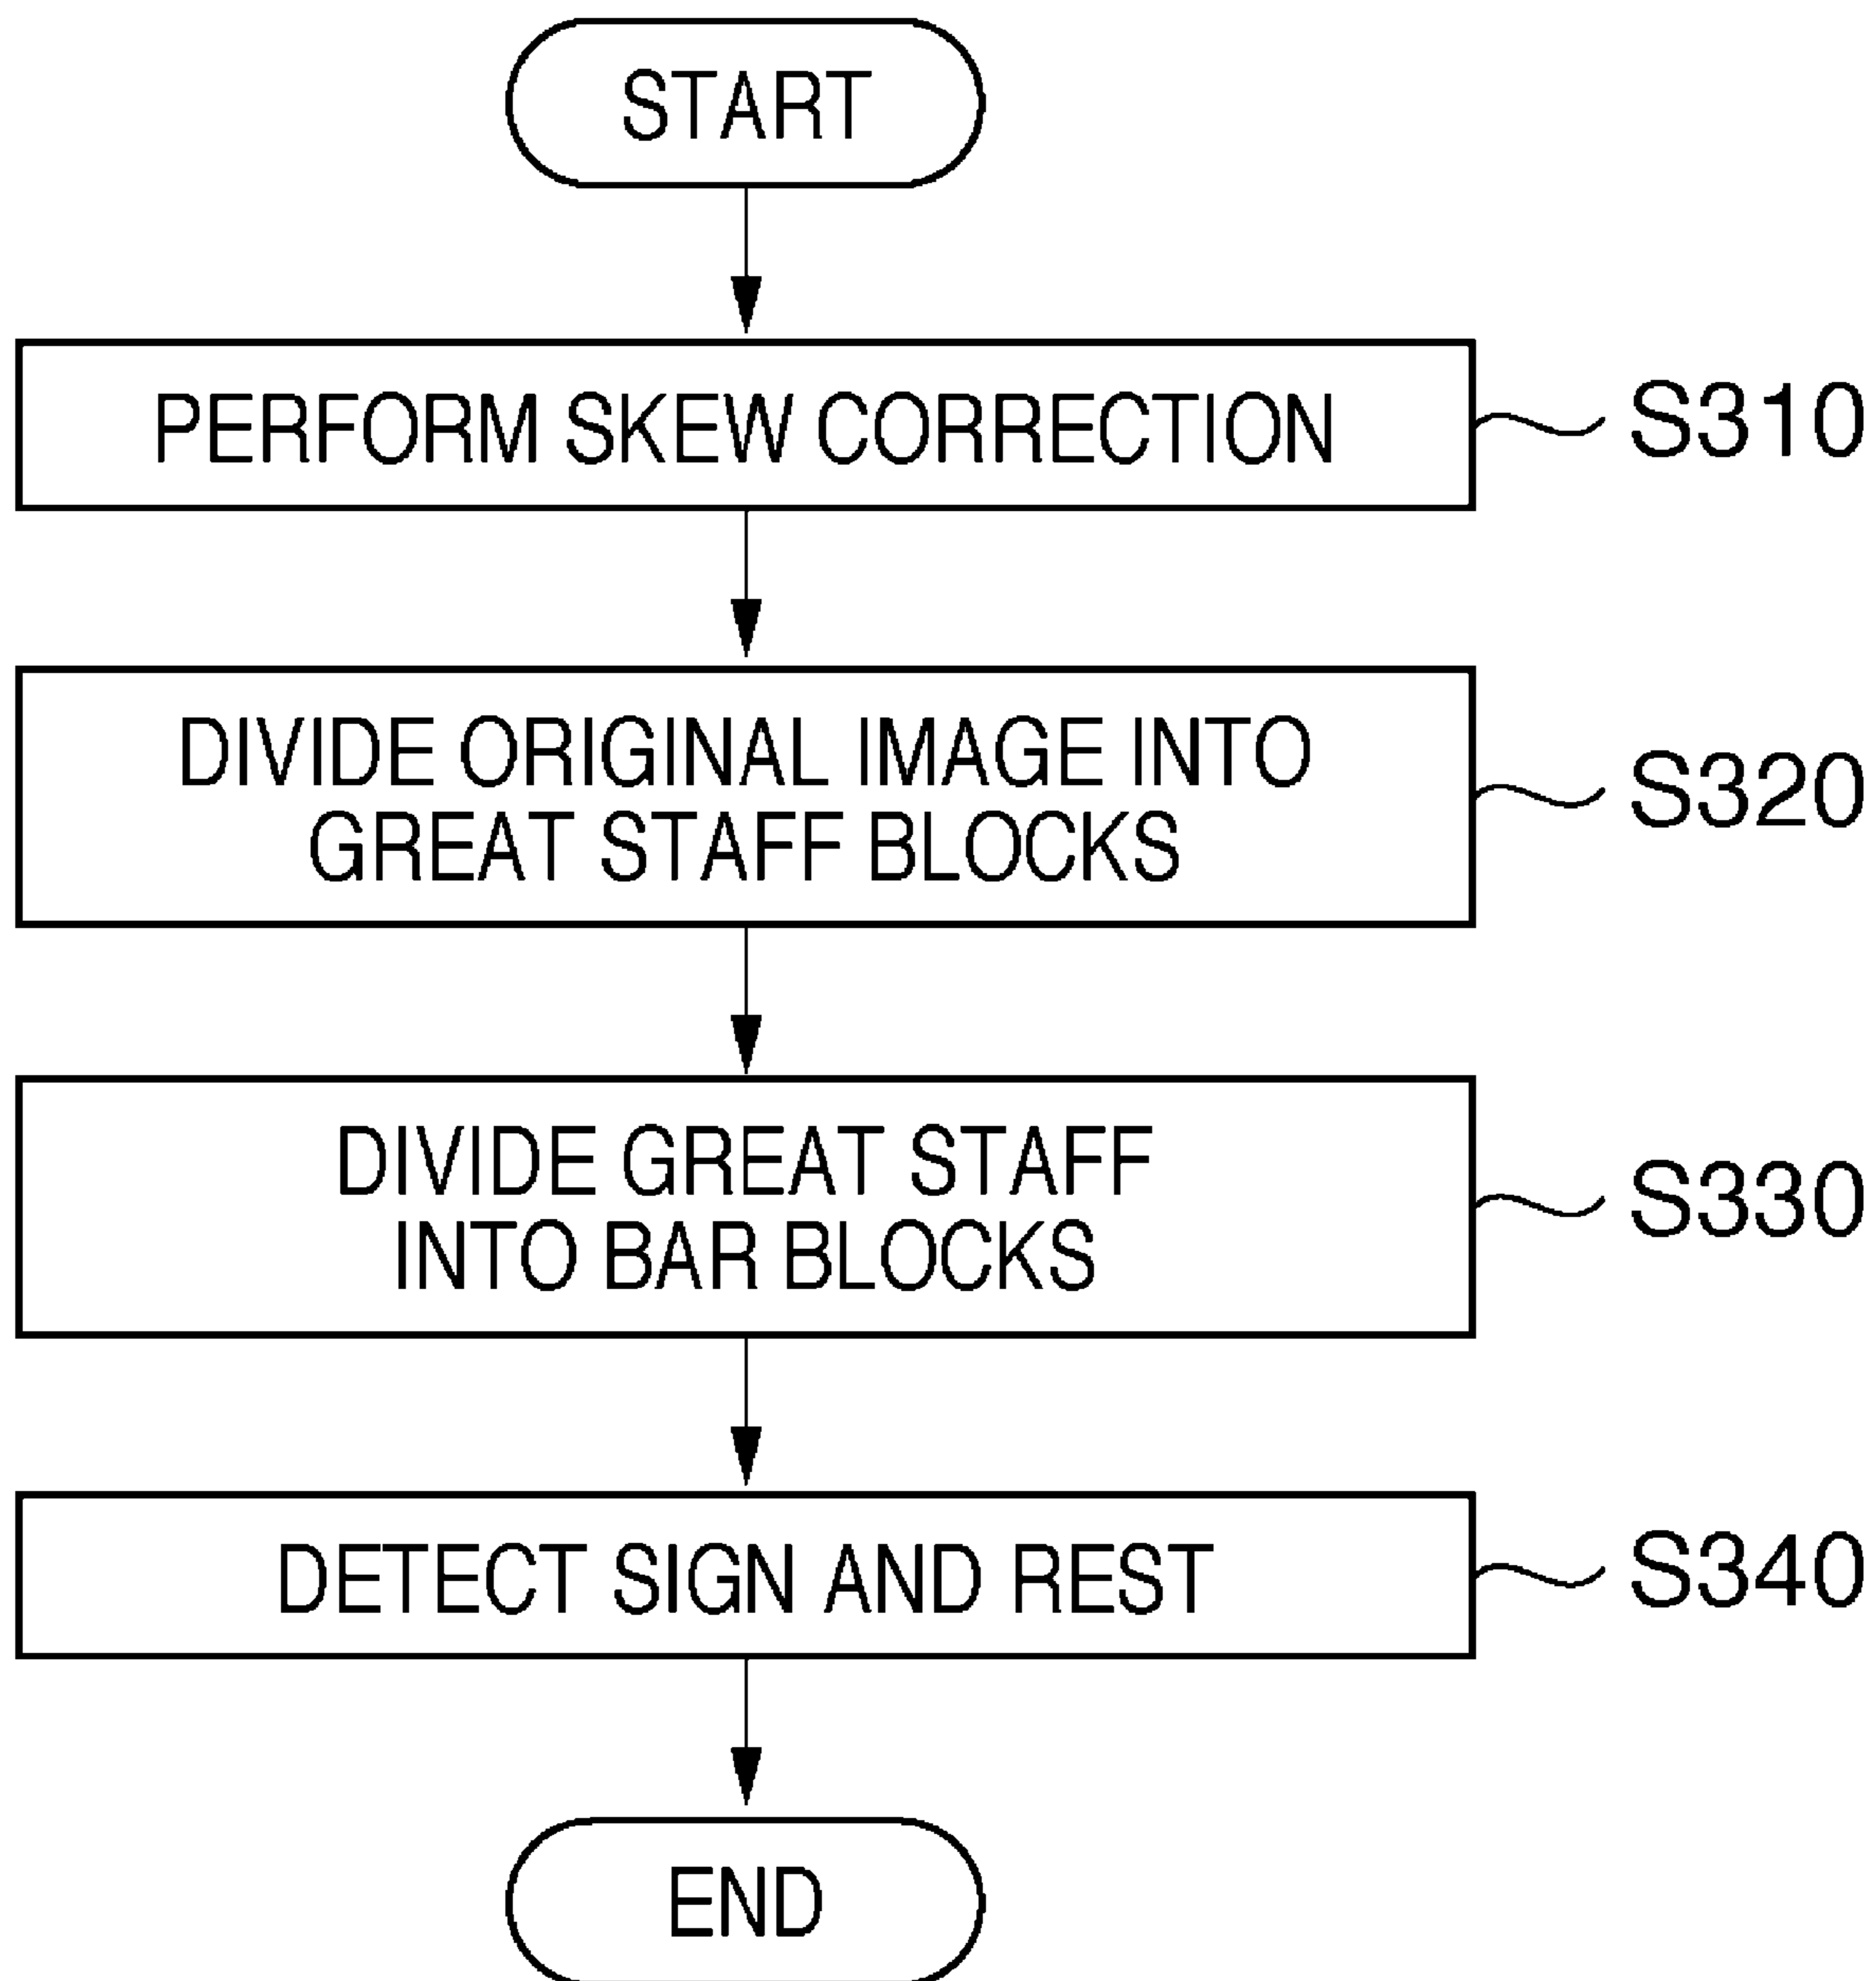 START
PERFORM SKEW CORRECTION
S310
DIVIDE ORIGINAL IMAGE INTO
GREAT STAFF BLOCKS
S320
DIVIDE GREAT STAFF
INTO BAR BLOCKS
S330
DETECT SIGN AND REST
S340
END